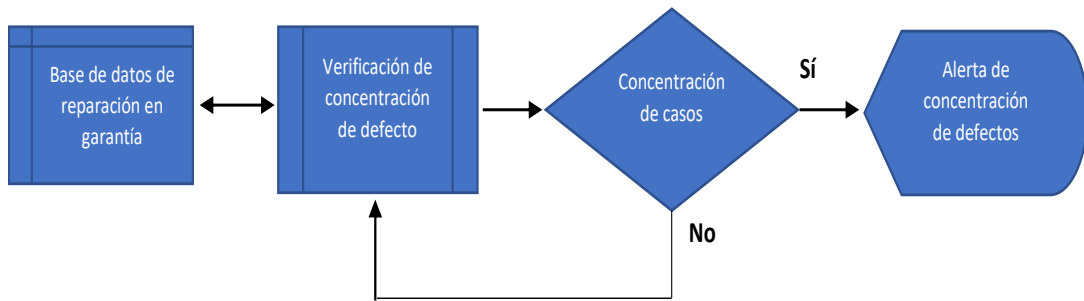 Base de datos de
reparación en
garantía
Verificación de
concentración
de defecto
Concentración
de casos
Sí
Alerta de
concentración
de defectos
No